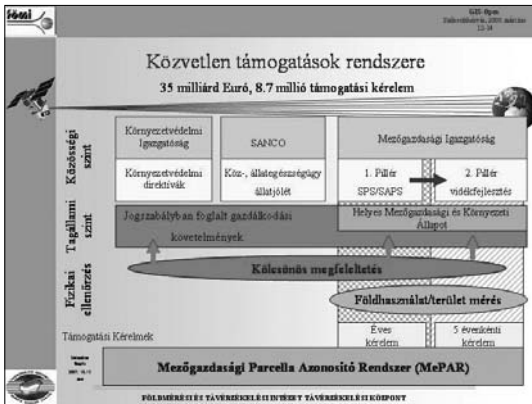 fömi
GIS Open
Székesfehérvár, 2009. március
Közvetlen támogatások rendszere
35 milliárd Euró, 8.7 millió támogatási kérelem
Közösségi szint
Környezetvédelmi Igazgatóság
SANCO
Mezőgazdasági Igazgatóság
Környezetvédelmi direktívák
Köz-, állategészségügy állatjólét
1. Pillér SPS/SAPS
2. Pillér vidékfejlesztés
Tagállami szint
Jogszabályban foglalt gazdálkodási követelmények
Helyes Mezőgazdasági és Környezeti Állapot
Fizikai ellenőrzés
Kölcsönös megfeleltetés
Földhasználat/terület mérés
Támogatási Kérelmek
Éves kérelem
5 évenkénti kérelem
Mezőgazdasági Parcella Azonosító Rendszer (MePAR)
FÖLDMÉRÉSI ÉS TÁVÉRZÉKELÉSI INTÉZET TÁVÉRZÉKELÉSI KÖZPONT